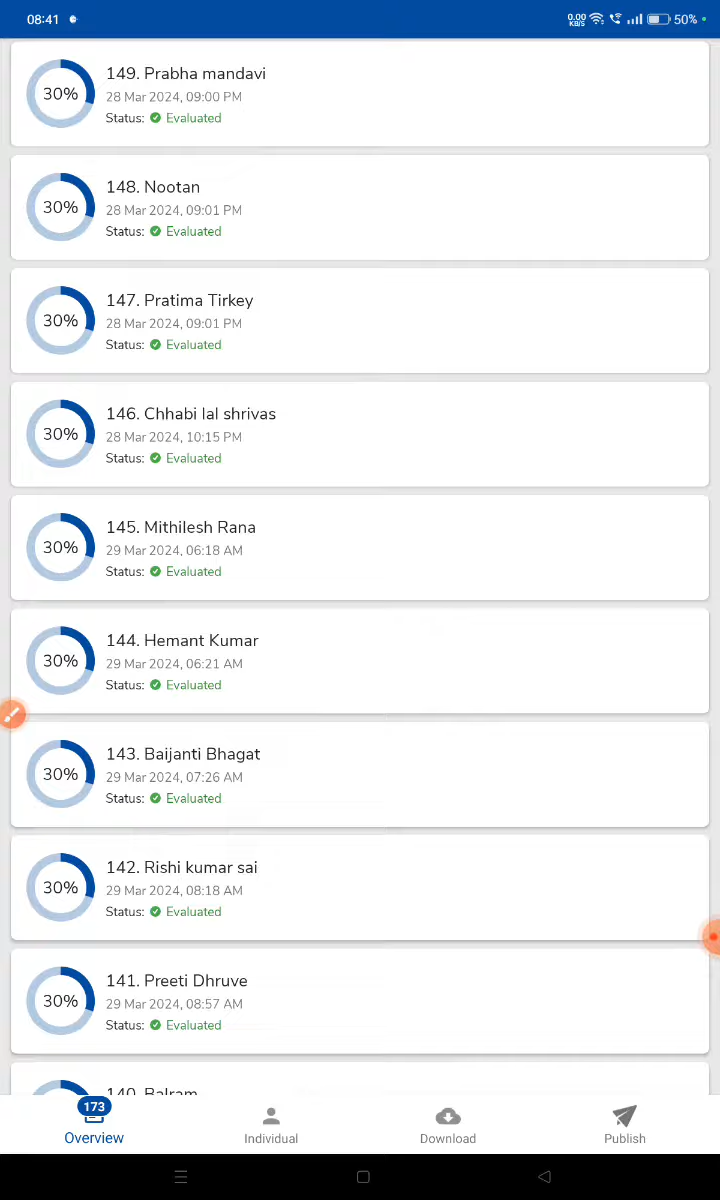 08:41
0.00 KB/S
50%
30%
149. Prabha mandavi
28 Mar 2024, 09:00 PM
Status: Evaluated
30%
148. Nootan
28 Mar 2024, 09:01 PM
Status: Evaluated
30%
147. Pratima Tirkey
28 Mar 2024, 09:01 PM
Status: Evaluated
30%
146. Chhabi lal shrivas
28 Mar 2024, 10:15 PM
Status: Evaluated
30%
145. Mithilesh Rana
29 Mar 2024, 06:18 AM
Status: Evaluated
30%
144. Hemant Kumar
29 Mar 2024, 06:21 AM
Status: Evaluated
30%
143. Baijanti Bhagat
29 Mar 2024, 07:26 AM
Status: Evaluated
30%
142. Rishi kumar sai
29 Mar 2024, 08:18 AM
Status: Evaluated
30%
141. Preeti Dhruve
29 Mar 2024, 08:57 AM
Status: Evaluated
140. Balram
173
Overview
Individual
Download
Publish